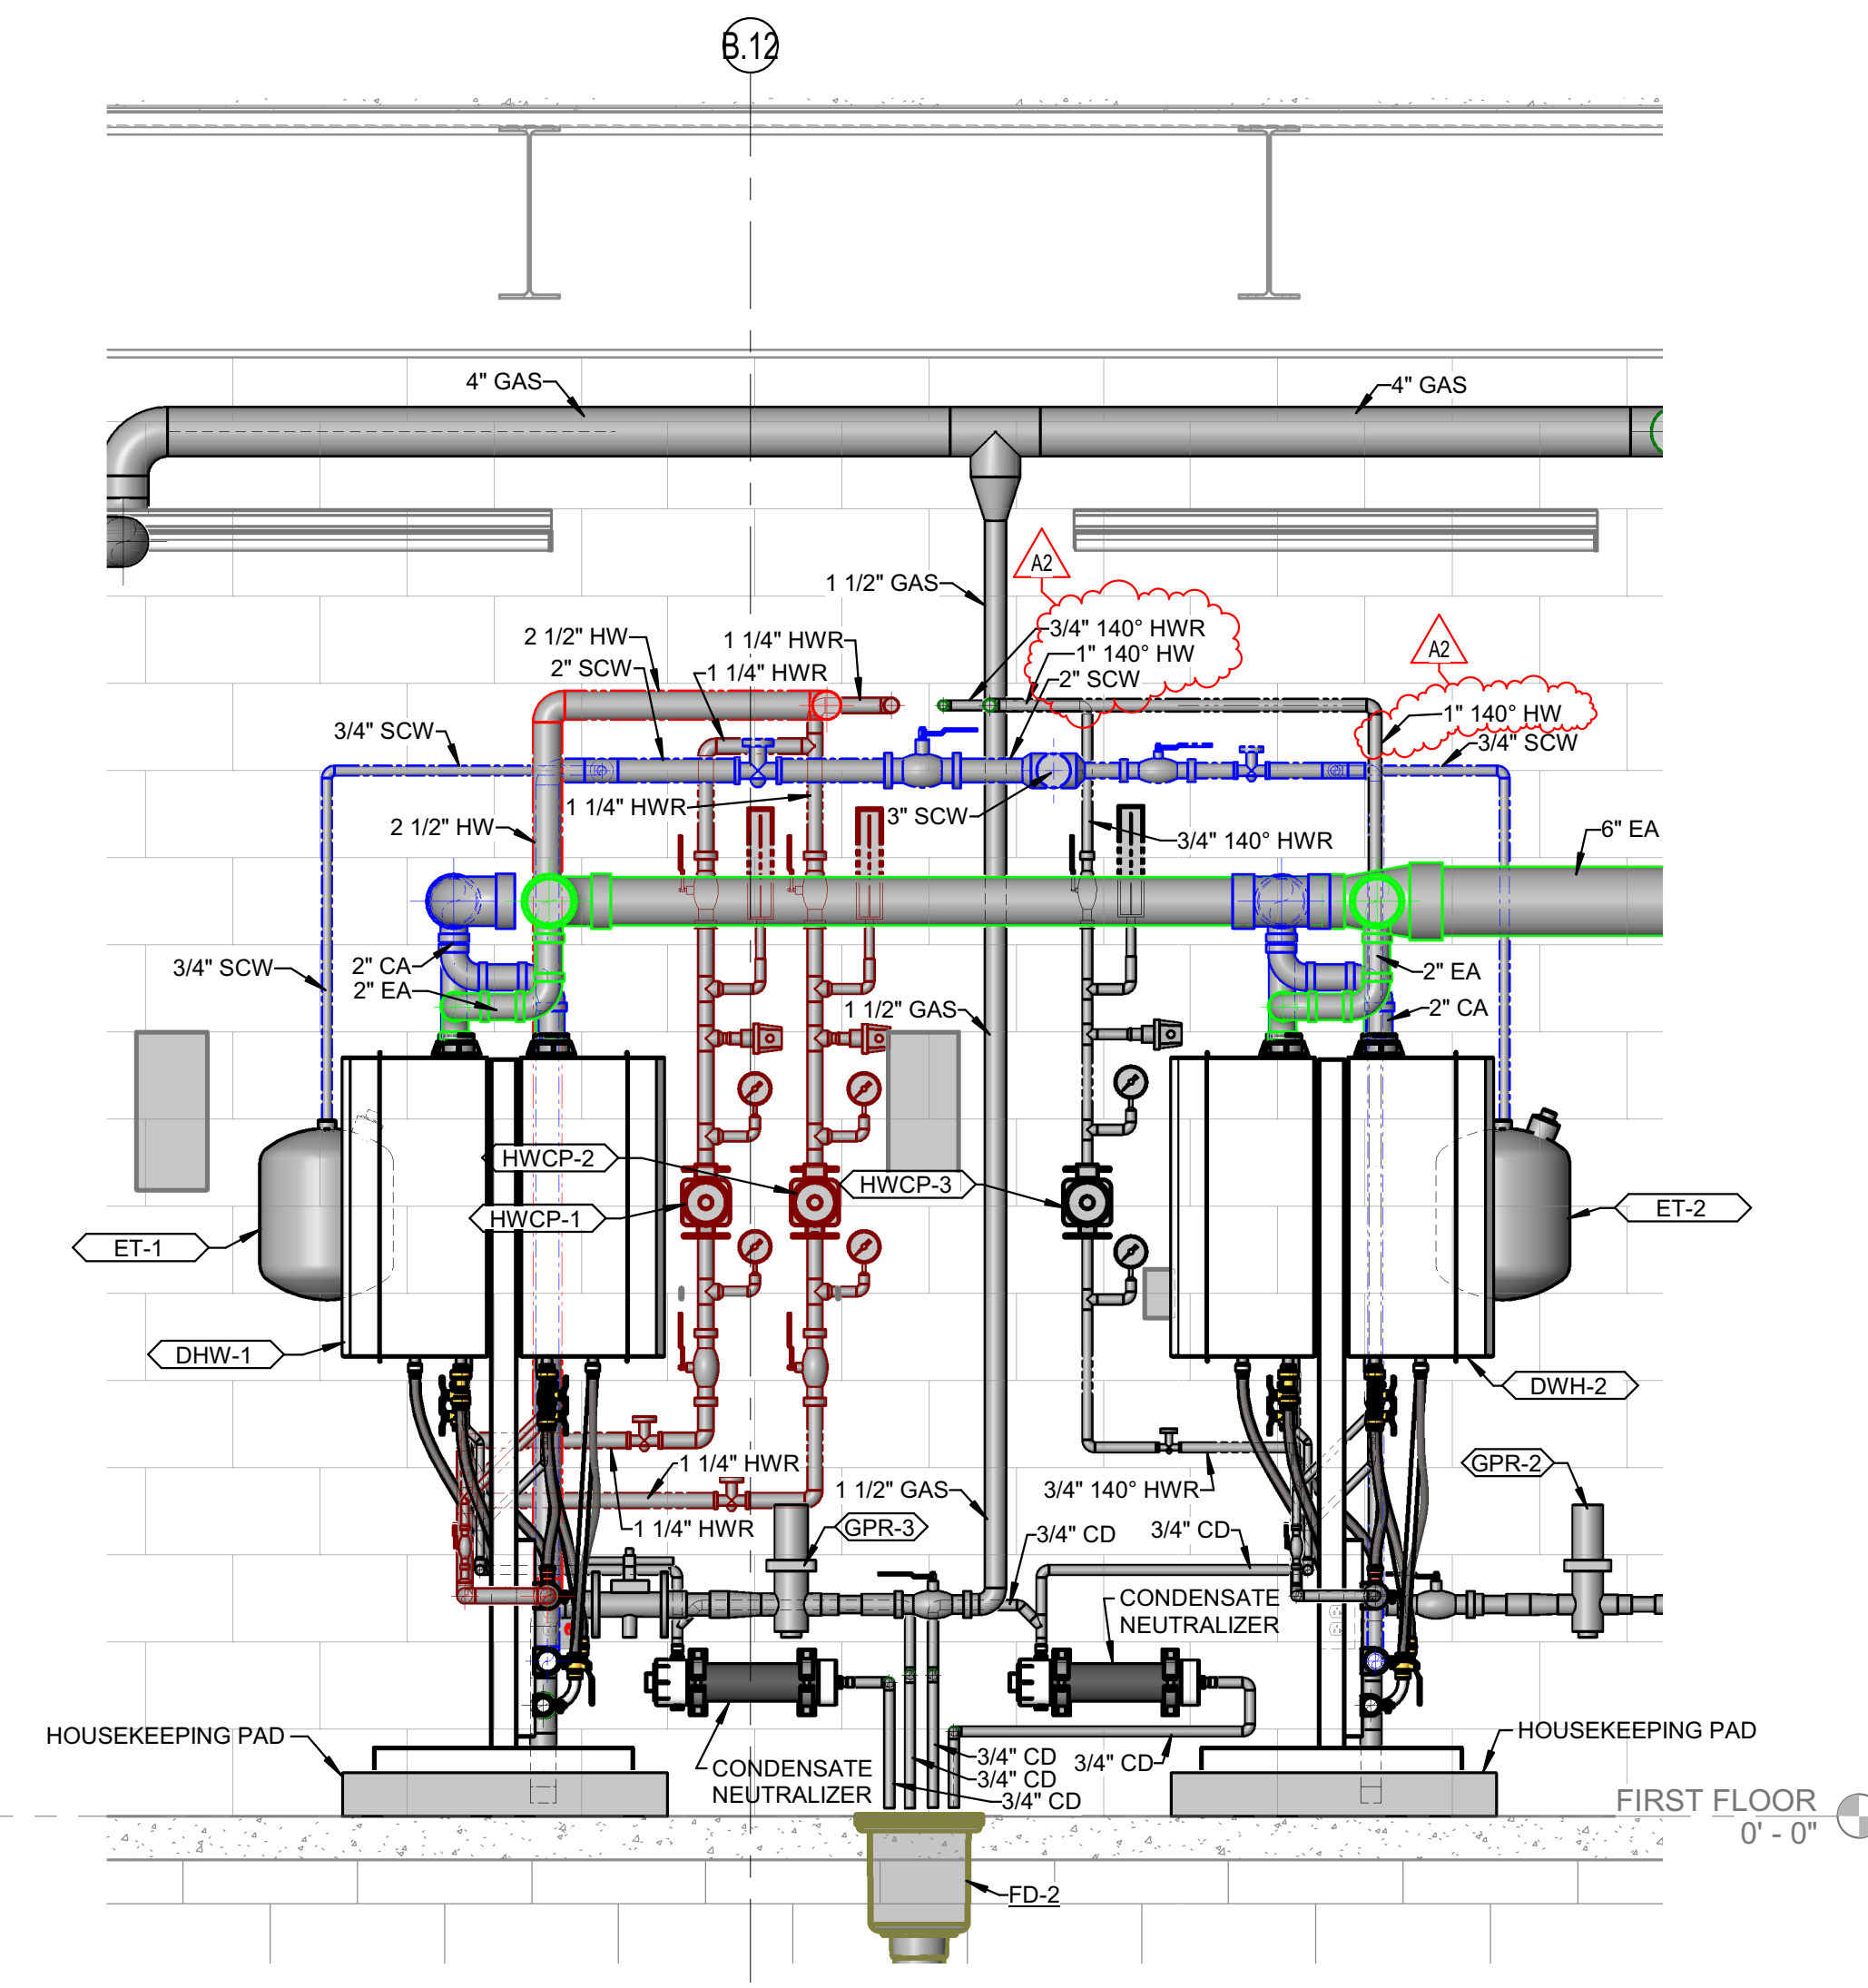 B.12
4" GAS
4" GAS
A2
1 1/2" GAS
3/4" 140° HWR
2 1/2" HW
1 1/4" HWR
1" 140° HW
A2
2" SCW
1 1/4" HWR
2" SCW
1" 140° HW
3/4" SCW
3/4" SCW
1 1/4" HWR
3" SCW
2 1/2" HW
6" EA
3/4" 140° HWR
3/4" SCW
2" CA
2" EA
2" EA
1 1/2" GAS
2" CA
HWCP-2
HWCP-3
HWCP-1
ET-2
ET-1
DHW-1
DWH-2
1 1/4" HWR
GPR-2
1 1/2" GAS
3/4" 140° HWR
1 1/4" HWR
GPR-3
3/4" CD
3/4" CD
CONDENSATE
NEUTRALIZER
HOUSEKEEPING PAD
HOUSEKEEPING PAD
3/4" CD
3/4" CD
CONDENSATE
NEUTRALIZER
3/4" CD
3/4" CD
FIRST FLOOR
0' - 0"
FD-2